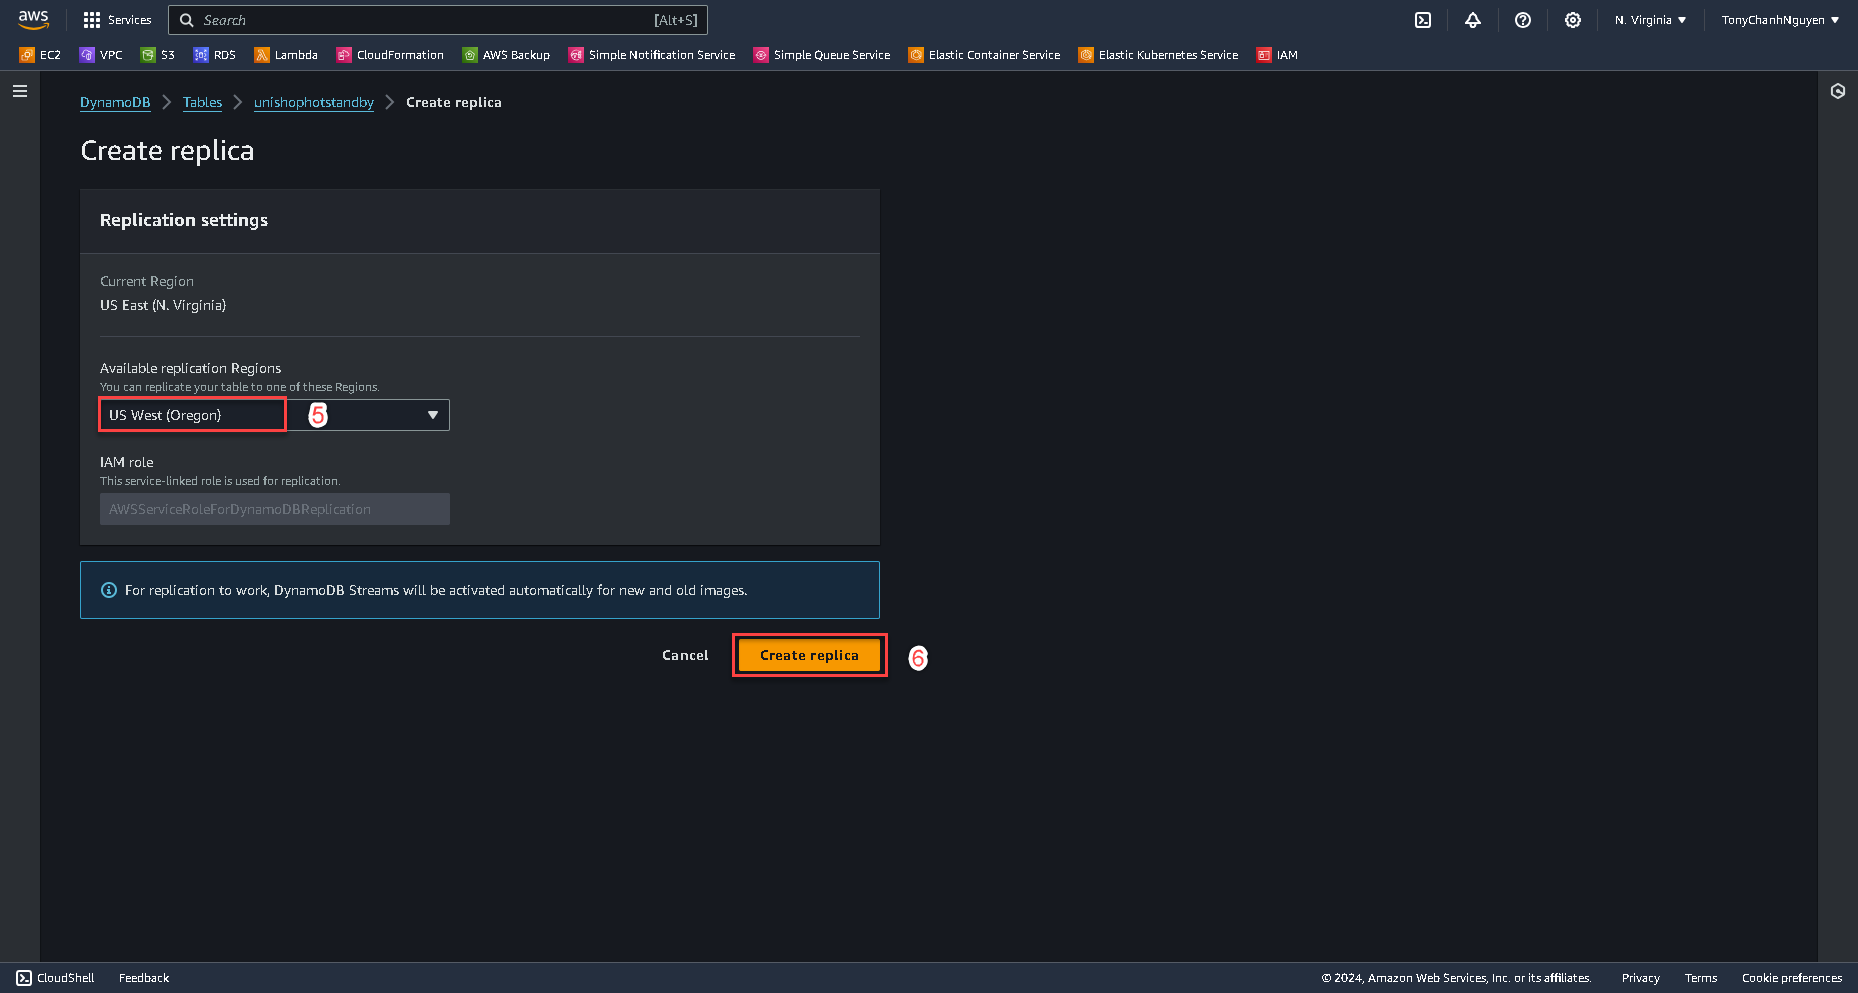 aws
Services
Search
[Alt+S]
N. Virginia
TonyChanhNguyen
EC2
VPC
S3
RDS
Lambda
CloudFormation
AWS Backup
Simple Notification Service
Simple Queue Service
Elastic Container Service
Elastic Kubernetes Service
IAM
DynamoDB
Tables
unishophotstandby
Create replica
Create replica
Replication settings
Current Region
US East (N. Virginia)
Available replication Regions
You can replicate your table to one of these Regions.
US West (Oregon)
5
IAM role
This service-linked role is used for replication.
AWSServiceRoleForDynamoDBReplication
For replication to work, DynamoDB Streams will be activated automatically for new and old images.
Cancel
Create replica
6
CloudShell
Feedback
© 2024, Amazon Web Services, Inc. or its affiliates.
Privacy
Terms
Cookie preferences